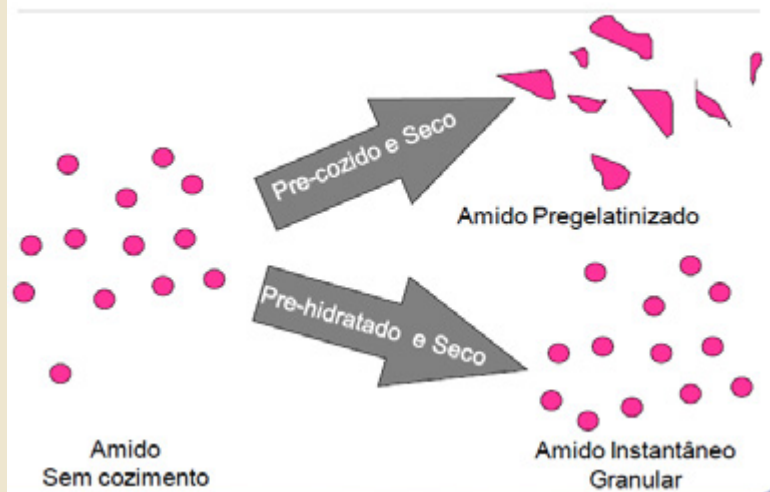 Pre-cozido e Seco
Amido Pregelatinizado
Pre-hidratado e Seco
Amido
Sem cozimento
Amido Instantâneo
Granular